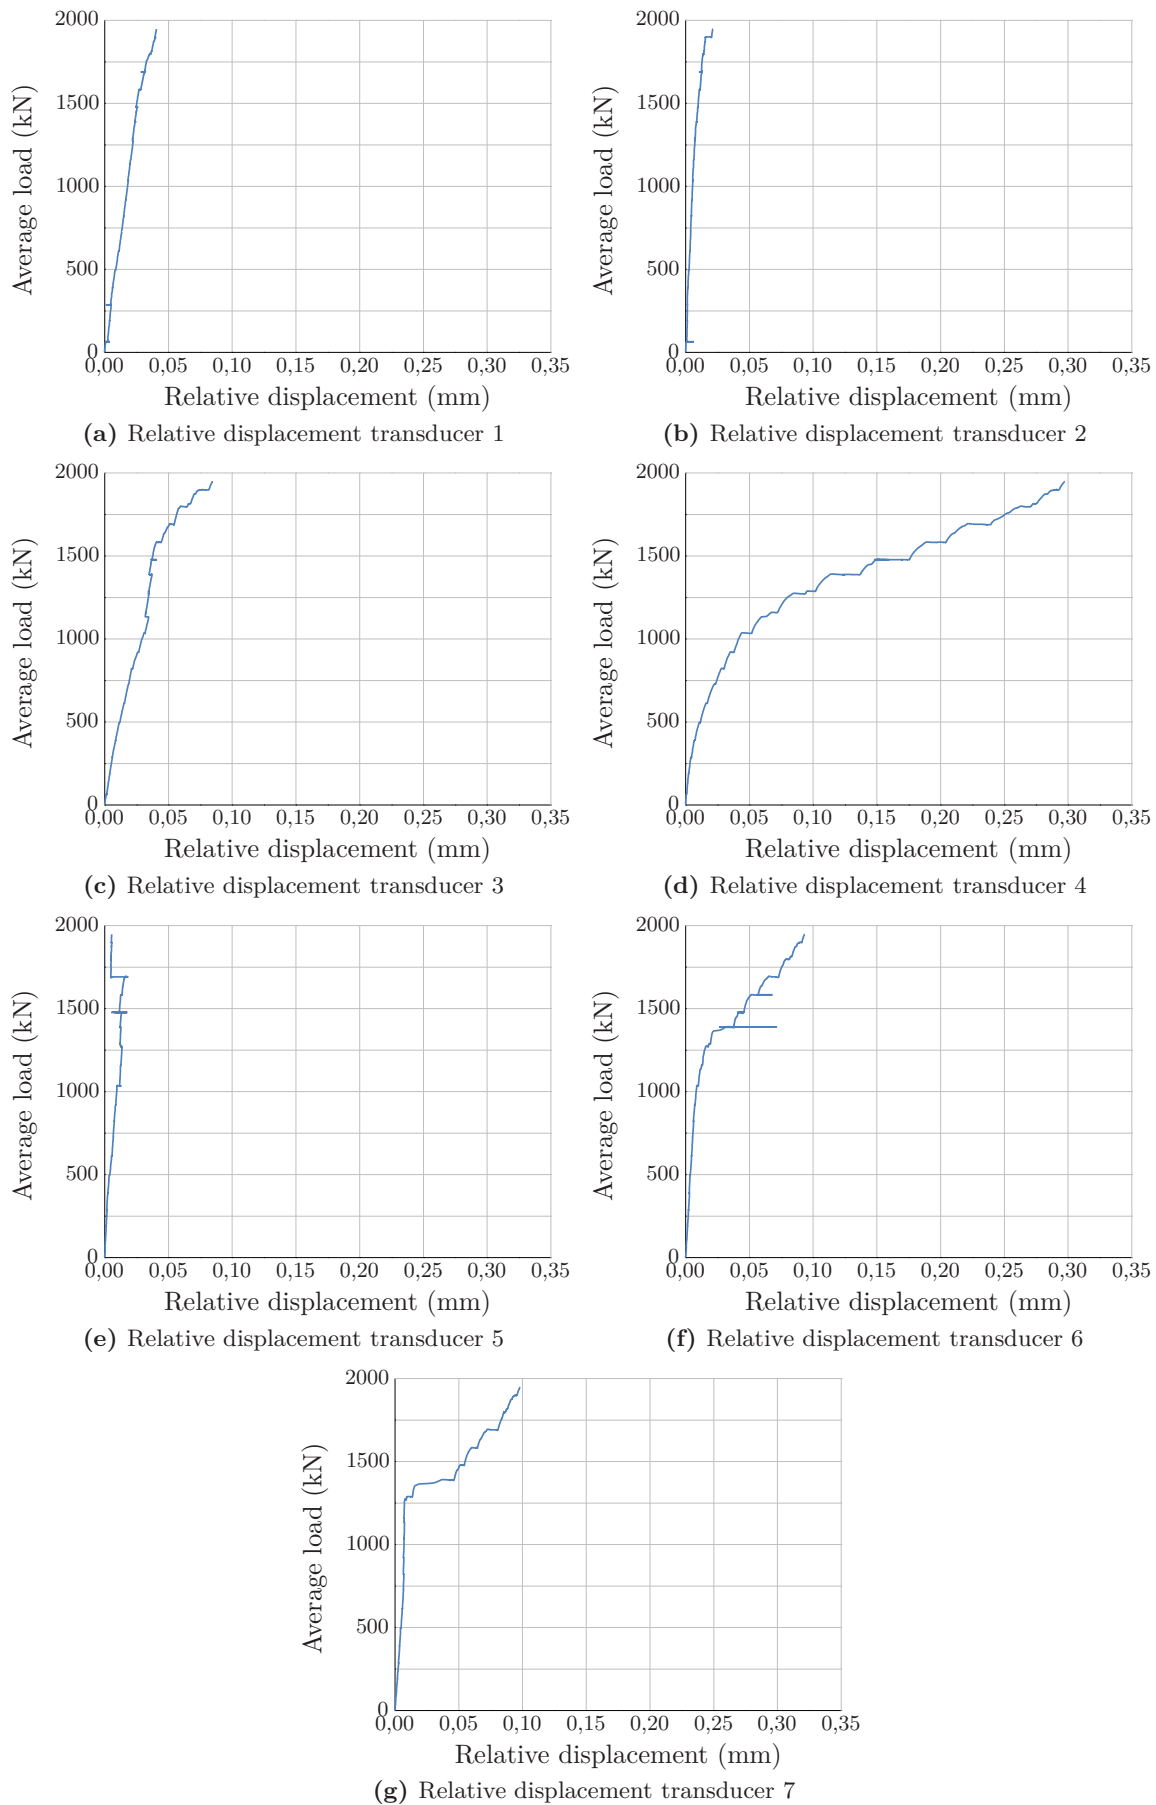 2000 2000
1500 1500
1000 1000
500 500
0 0
Average load (kN) Average load (kN)
0,00 0,05 0,10 0,15 0,20 0,25 0,30 0,35 0,00 0,05 0,10 0,15 0,20 0,25 0,30 0,35
Relative displacement (mm) Relative displacement (mm)
(a) Relative displacement transducer 1 (b) Relative displacement transducer 2
2000 2000
1500 1500
1000 1000
500 500
0 0
Average load (kN) Average load (kN)
0,00 0,05 0,10 0,15 0,20 0,25 0,30 0,35 0,00 0,05 0,10 0,15 0,20 0,25 0,30 0,35
Relative displacement (mm) Relative displacement (mm)
(c) Relative displacement transducer 3 (d) Relative displacement transducer 4
2000 2000
1500 1500
1000 1000
500 500
0 0
Average load (kN) Average load (kN)
0,00 0,05 0,10 0,15 0,20 0,25 0,30 0,35 0,00 0,05 0,10 0,15 0,20 0,25 0,30 0,35
Relative displacement (mm) Relative displacement (mm)
(e) Relative displacement transducer 5 (f) Relative displacement transducer 6
2000
1500
1000
500
0
Average load (kN)
0,00 0,05 0,10 0,15 0,20 0,25 0,30 0,35
Relative displacement (mm)
(g) Relative displacement transducer 7